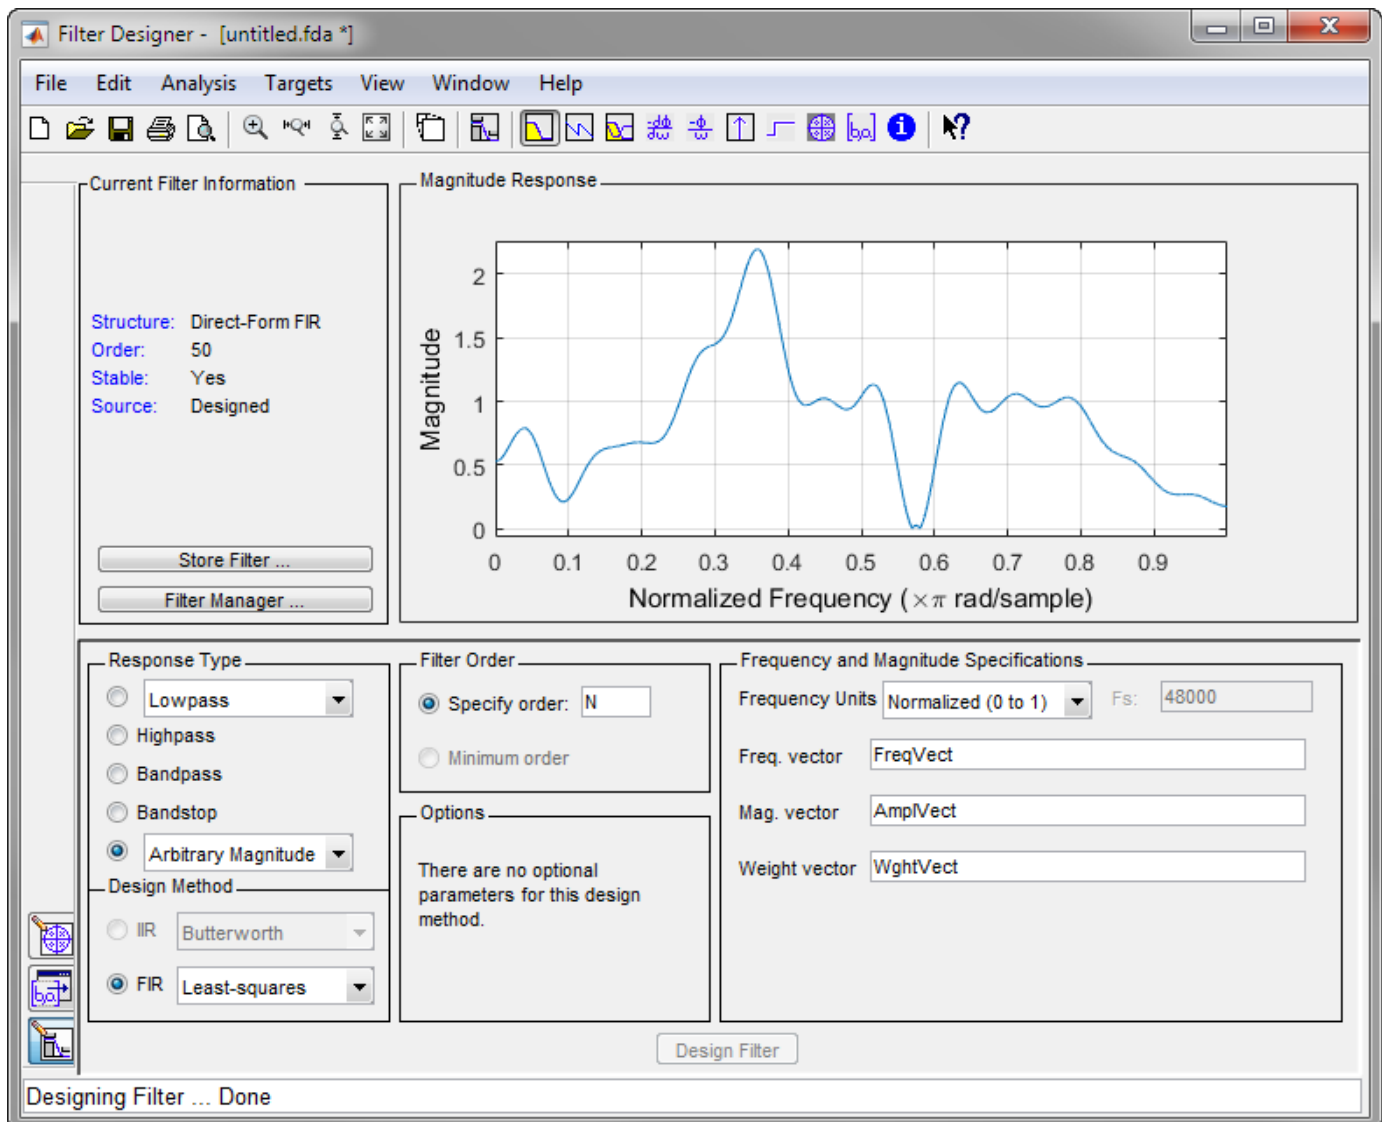 Filter Designer - [untitled.fda *]
File Edit Analysis Targets View Window Help
Current Filter Information
Structure: Direct-Form FIR
Order: 50
Stable: Yes
Source: Designed
Store Filter ...
Filter Manager ...
Magnitude Response
2
1.5
1
0.5
0
Magnitude
0 0.1 0.2 0.3 0.4 0.5 0.6 0.7 0.8 0.9
Normalized Frequency (×π rad/sample)
Response Type
Lowpass
Highpass
Bandpass
Bandstop
Arbitrary Magnitude
Design Method
IIR Butterworth
FIR Least-squares
Filter Order
Specify order: N
Minimum order
Options
There are no optional
parameters for this design
method.
Frequency and Magnitude Specifications
Frequency Units Normalized (0 to 1) Fs: 48000
Freq. vector FreqVect
Mag. vector AmplVect
Weight vector WghtVect
Design Filter
Designing Filter ... Done